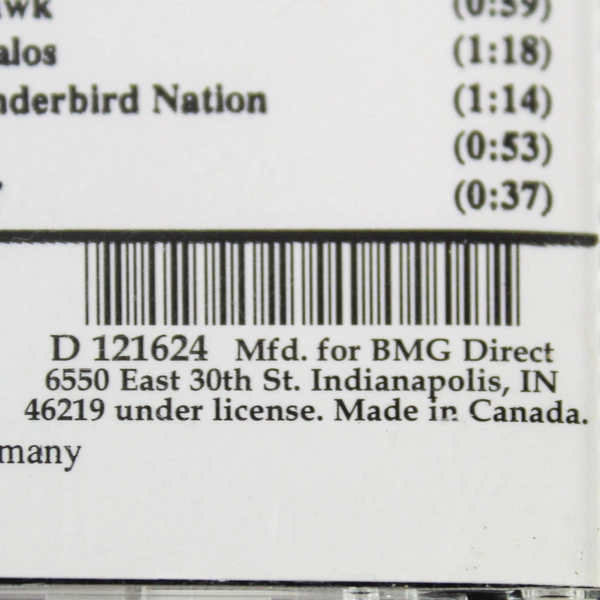 (0:59)
(1:18)
nderbird Nation (1:14)
(0:53)
(0:37)
D 121624 Mfd. for BMG Direct
6550 East 30th St. Indianapolis, IN
46219 under license. Made in Canada.
many